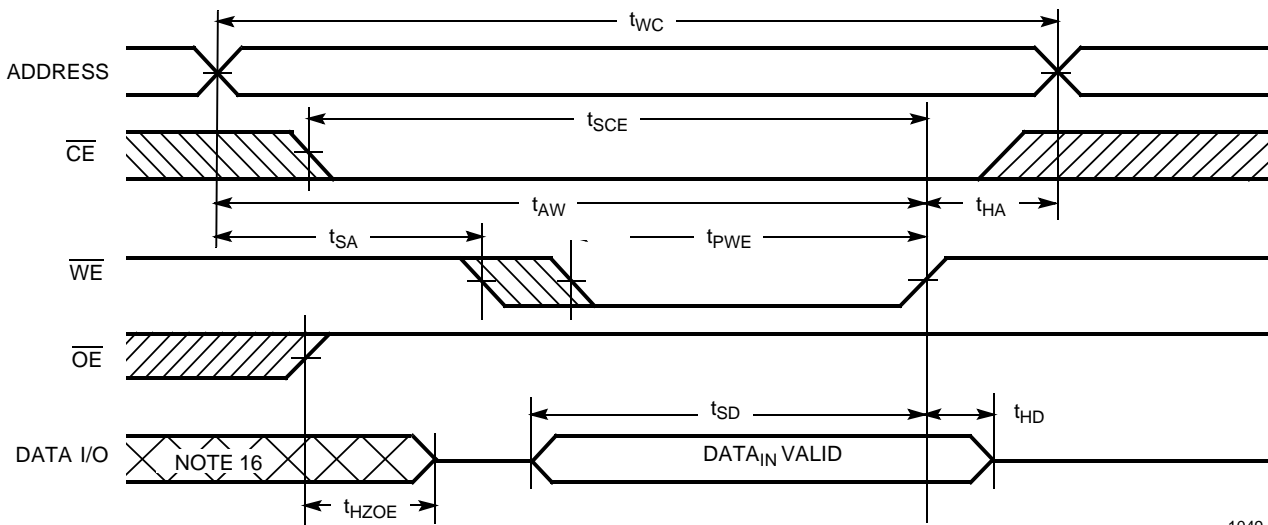 tWC
ADDRESS
tSCE
CE
tAW
tHA
tSA
tPWE
WE
OE
tSD
tHD
DATA I/O
NOTE 16
DATAIN VALID
tHZOE